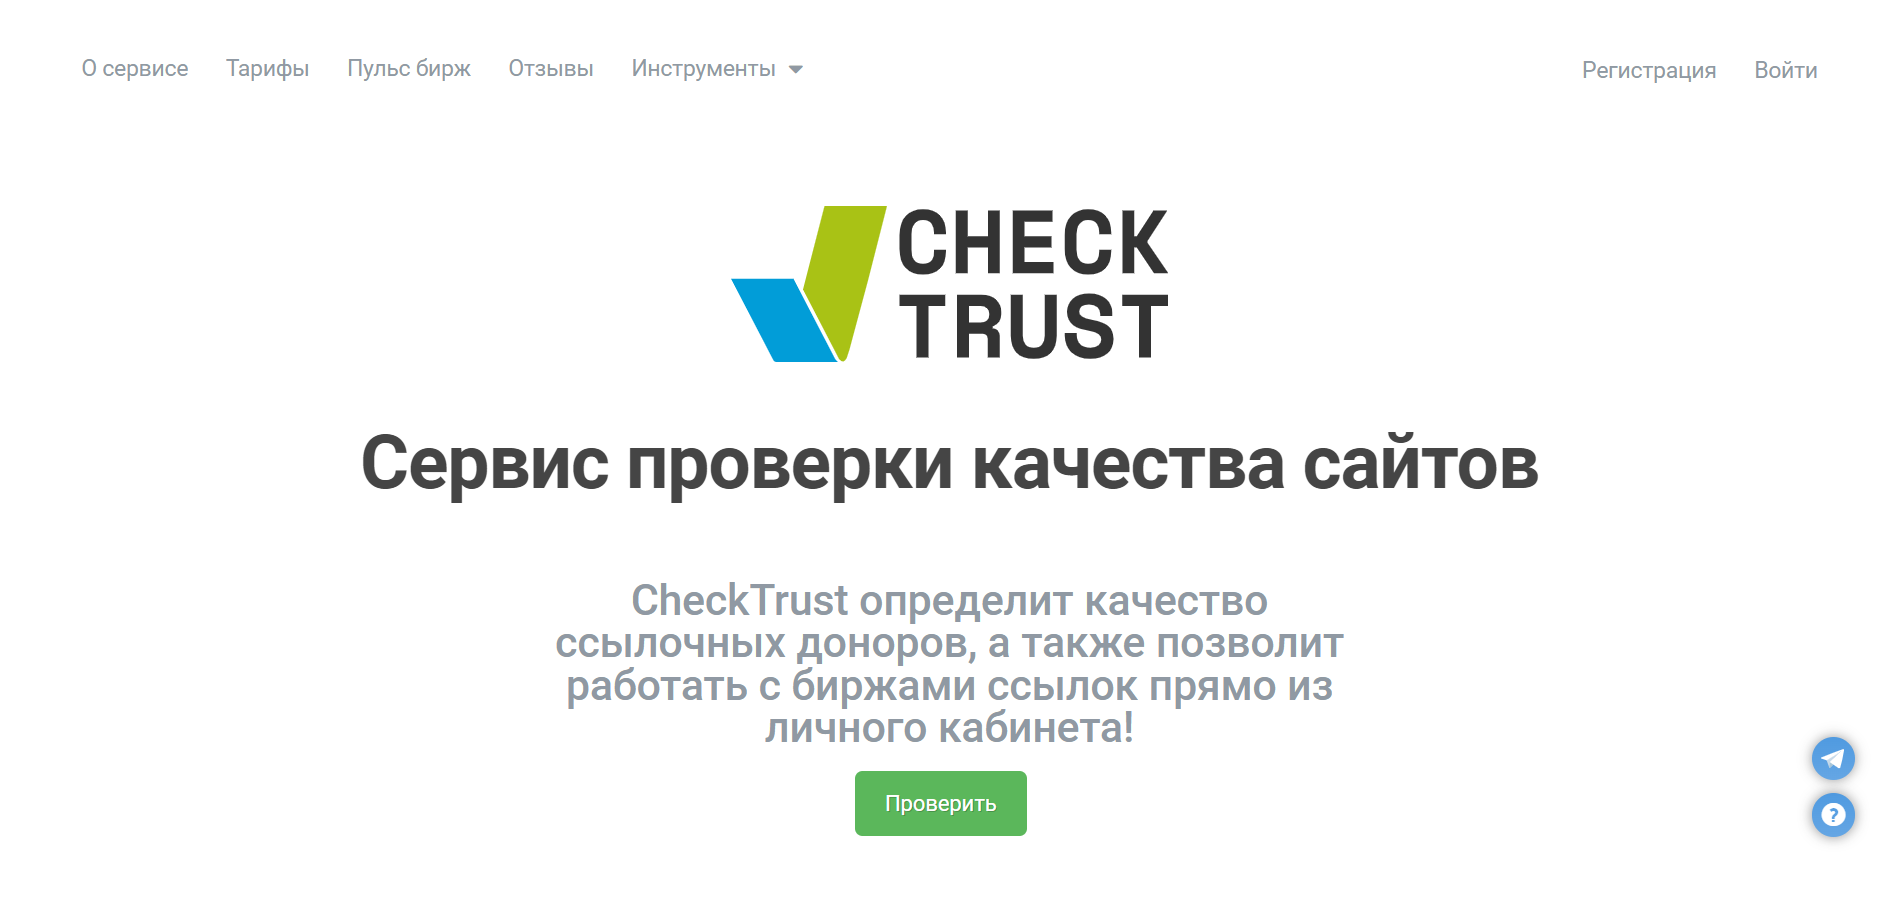 О сервисе Тарифы Пульс бирж Отзывы Инструменты Регистрация Войти
CHECK
TRUST
Сервис проверки качества сайтов
CheckTrust определит качество
ссылочных доноров, а также позволит
работать с биржами ссылок прямо из
личного кабинета!
Проверить
?